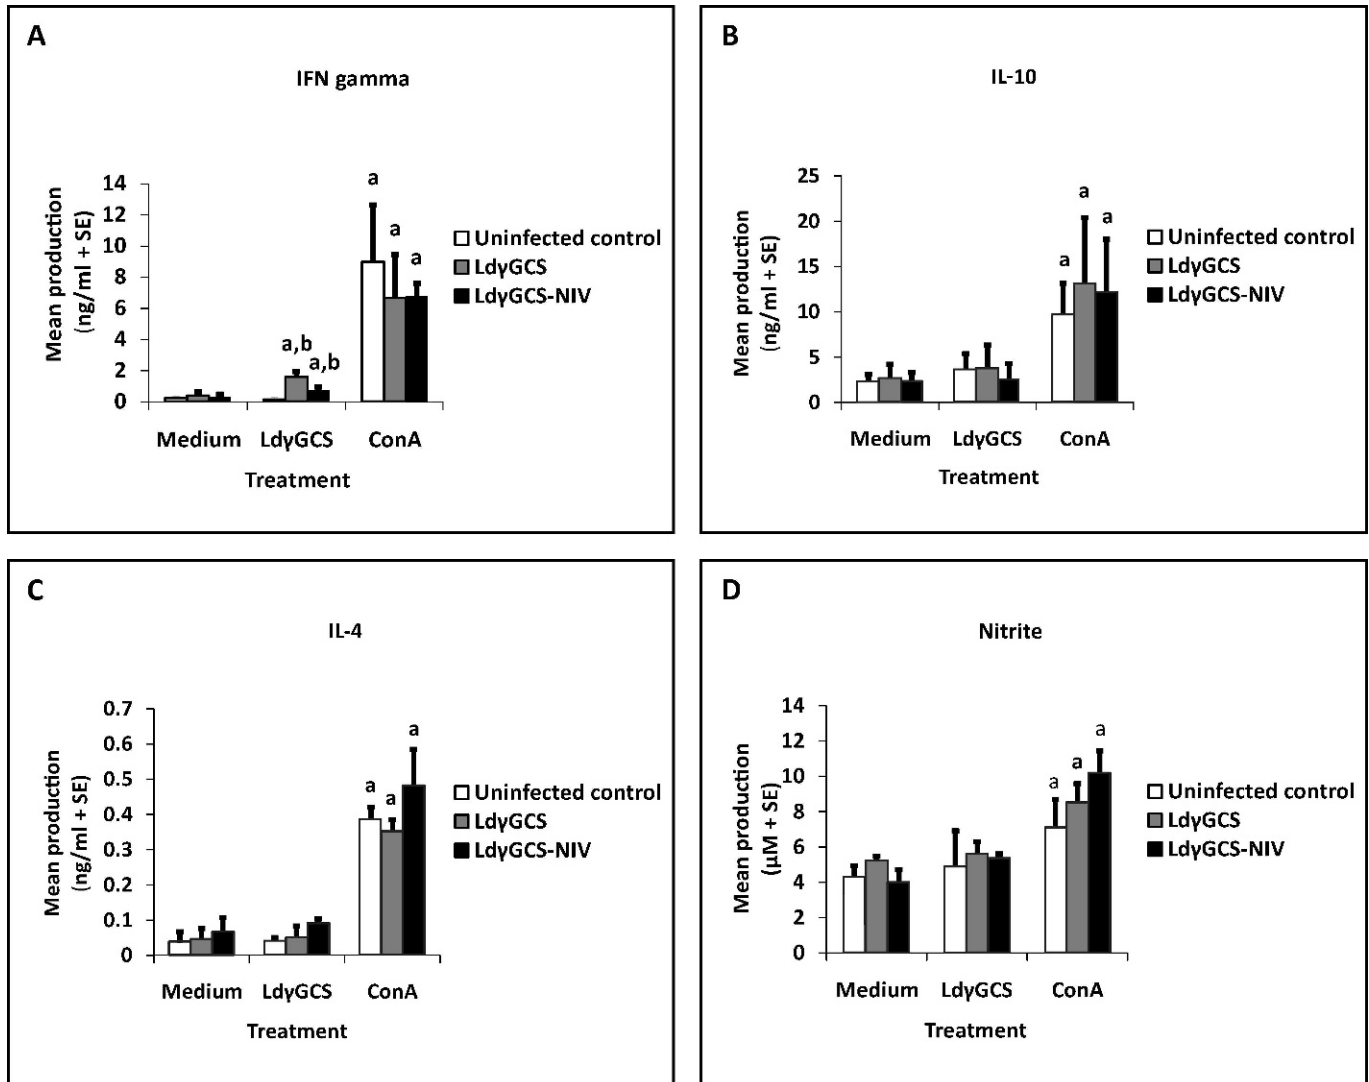 A
IFN gamma
Mean production
(ng/ml + SE)
14
12
10
8
6
4
2
0
a
a
a
a,b
a,b
Uninfected control
LdγGCS
LdγGCS-NIV
Medium LdγGCS ConA
Treatment
B
IL-10
Mean production
(ng/ml + SE)
25
20
15
10
5
0
a
a
a
Uninfected control
LdγGCS
LdγGCS-NIV
Medium LdγGCS ConA
Treatment
C
IL-4
Mean production
(ng/ml + SE)
0.7
0.6
0.5
0.4
0.3
0.2
0.1
0
a
a
a
Uninfected control
LdγGCS
LdγGCS-NIV
Medium LdγGCS ConA
Treatment
D
Nitrite
Mean production
(μM + SE)
14
12
10
8
6
4
2
0
a
a
a
Uninfected control
LdγGCS
LdγGCS-NIV
Medium LdγGCS ConA
Treatment